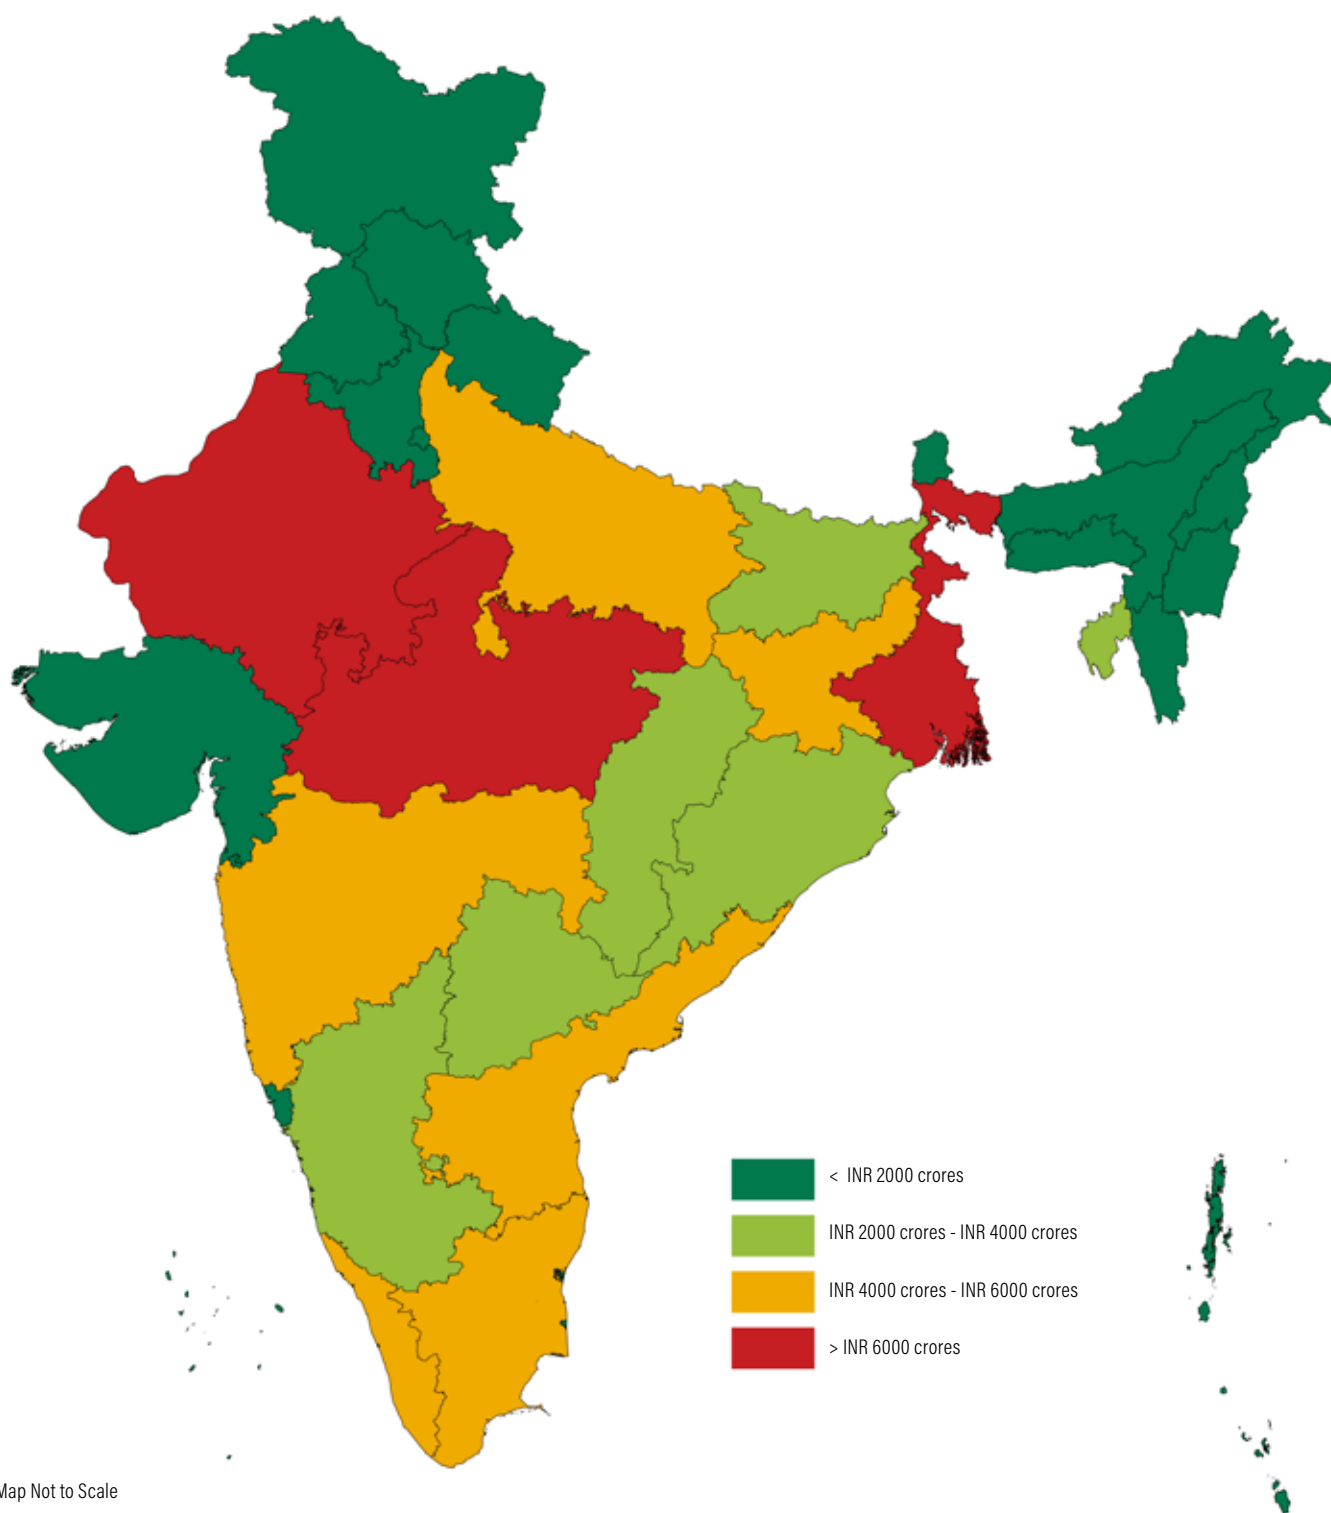 < INR 2000 crores
INR 2000 crores - INR 4000 crores
INR 4000 crores - INR 6000 crores
> INR 6000 crores
Map Not to Scale